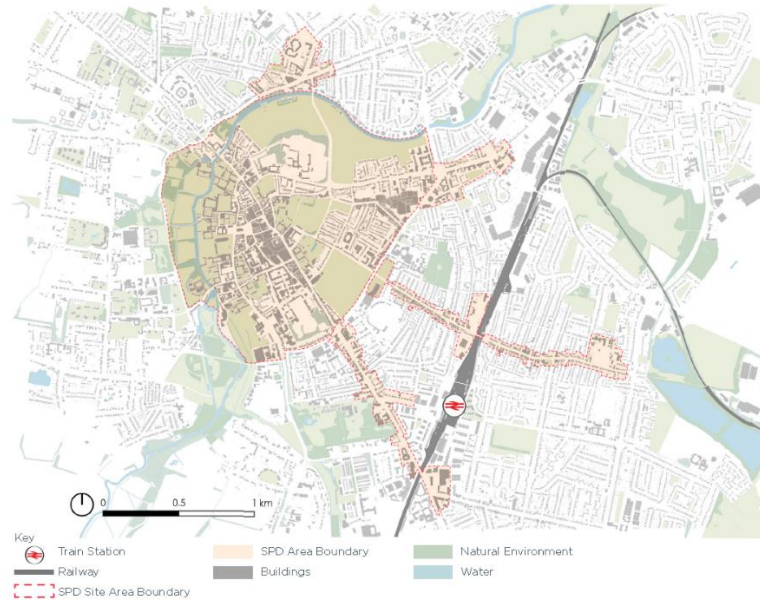 0 0.5 1 km
Key
Train Station SPD Area Boundary Natural Environment
Railway Buildings Water
SPD Site Area Boundary